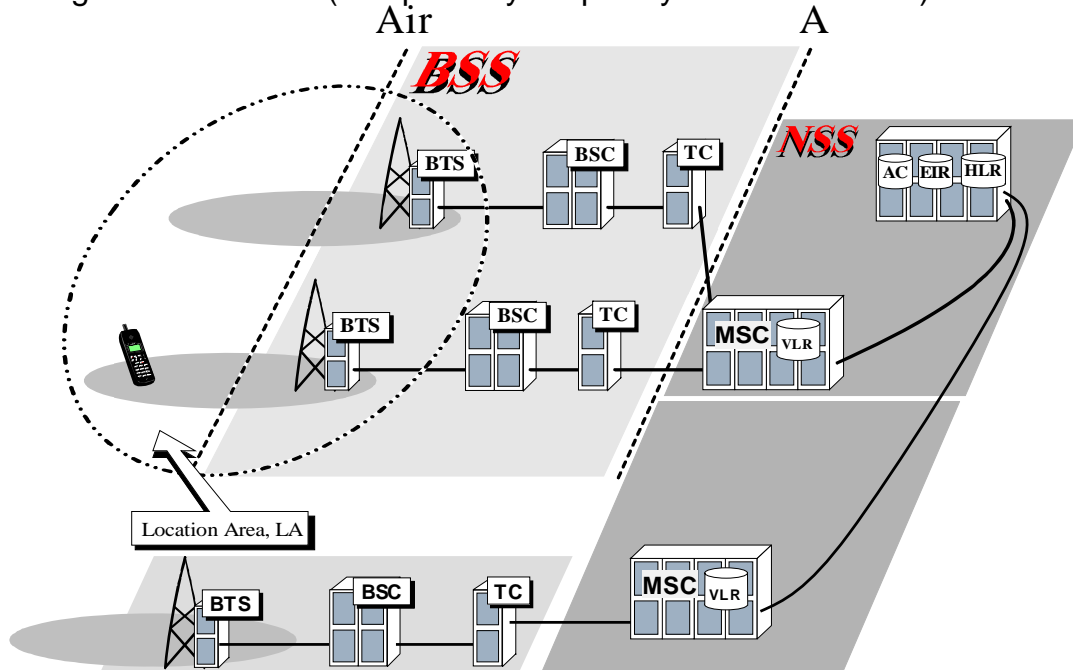 Air A
BSS
NSS
BTS BSC TC
AC EIR HLR
BTS BSC TC
MSC VLR
Location Area, LA
BTS BSC TC
MSC VLR